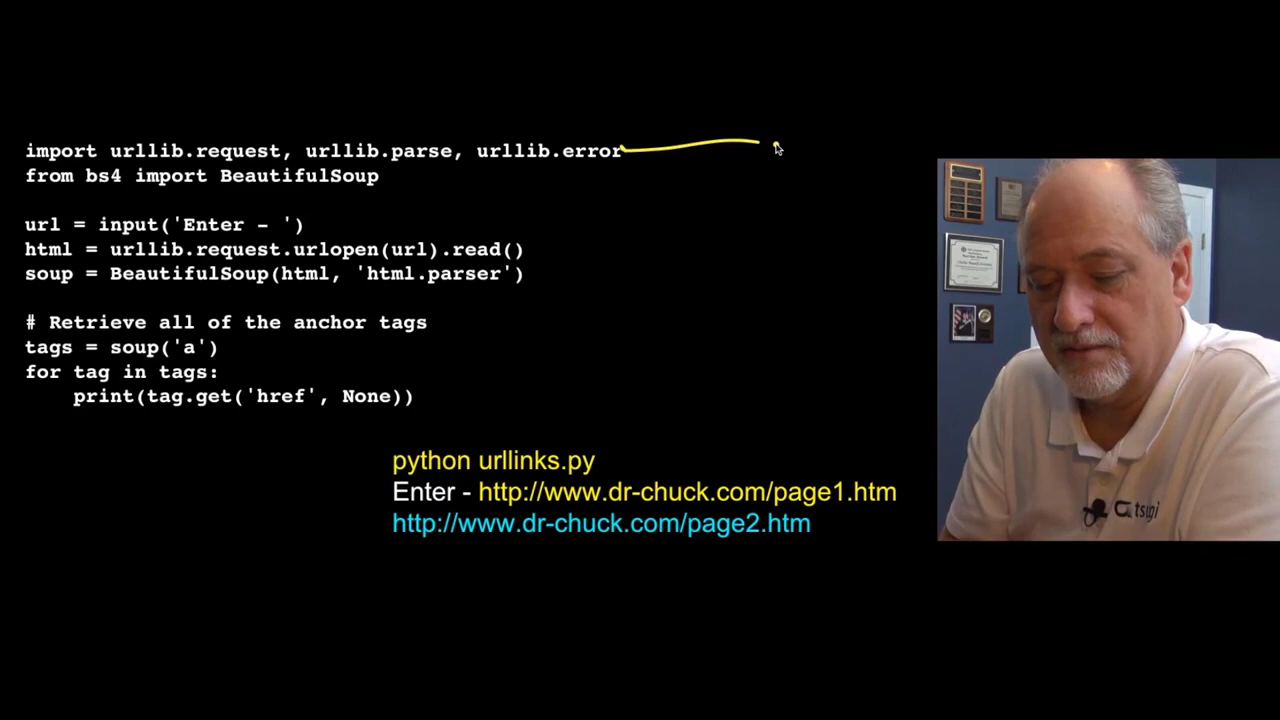 import urllib.request, urllib.parse, urllib.error
from bs4 import BeautifulSoup
url = input('Enter - ')
html = urllib.request.urlopen(url).read()
soup = BeautifulSoup(html, 'html.parser')
# Retrieve all of the anchor tags
tags = soup('a')
for tag in tags:
    print(tag.get('href', None))
python urllinks.py
Enter - http://www.dr-chuck.com/page1.htm
http://www.dr-chuck.com/page2.htm
tsugi